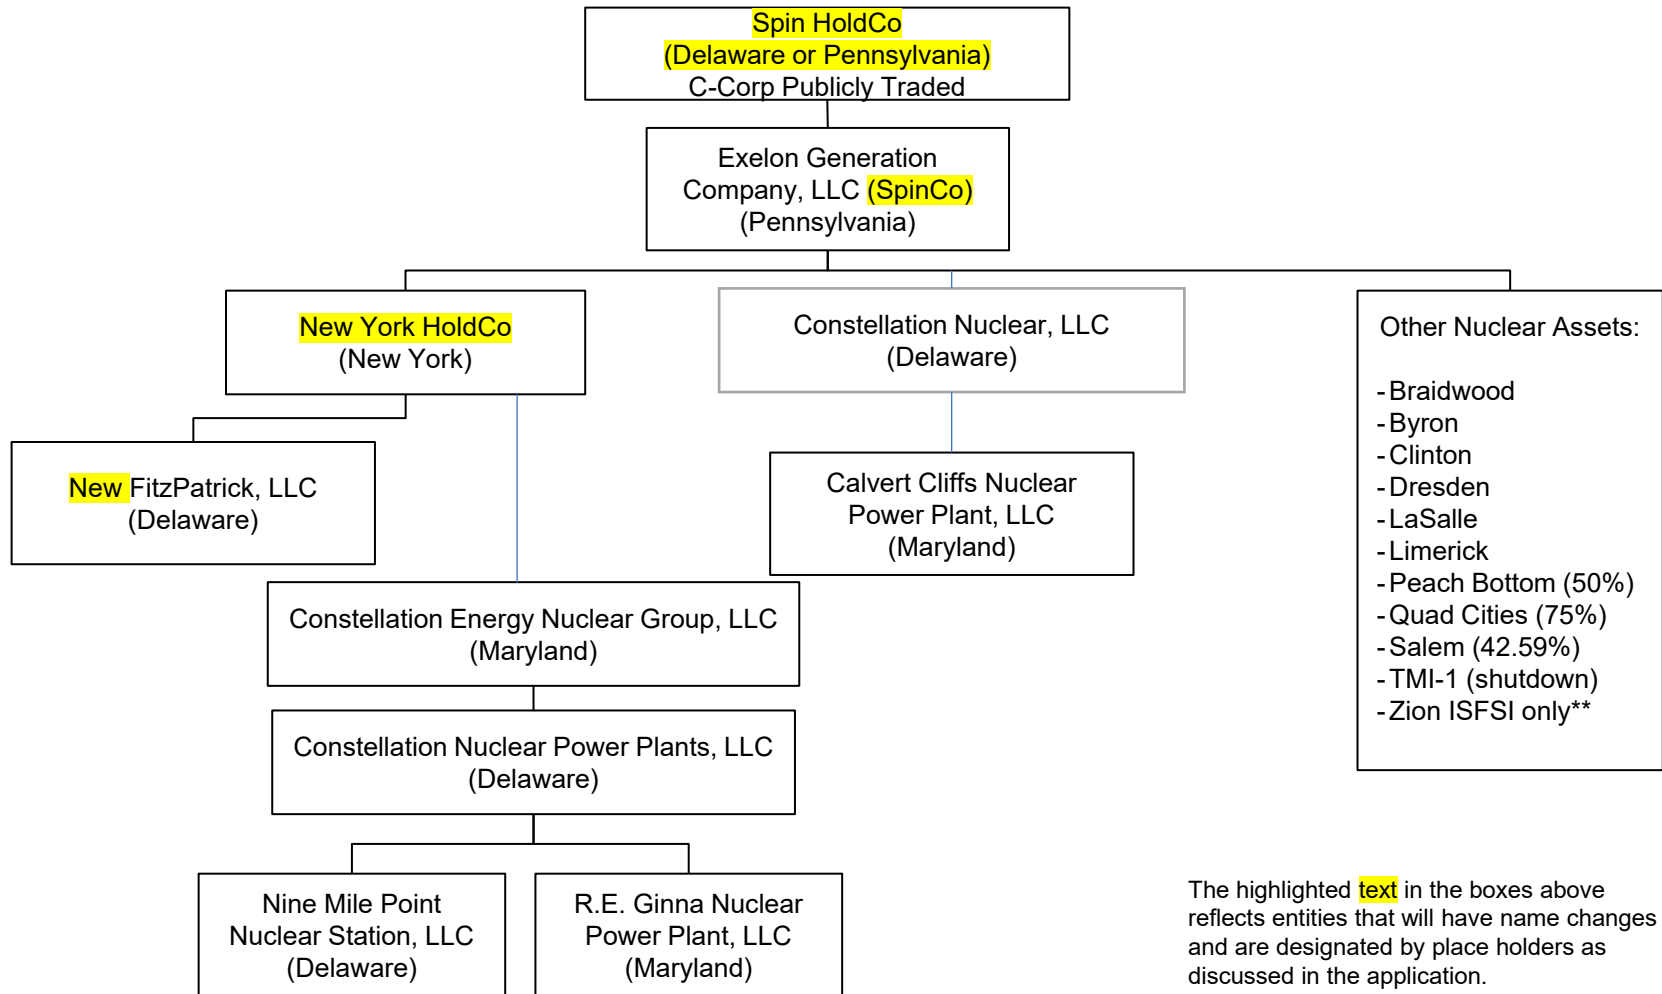 Spin HoldCo
(Delaware or Pennsylvania)
C-Corp Publicly Traded
Exelon Generation
Company, LLC (SpinCo)
(Pennsylvania)
New York HoldCo
(New York)
Constellation Nuclear, LLC
(Delaware)
Other Nuclear Assets:
-Braidwood
-Byron
-Clinton
-Dresden
-LaSalle
-Limerick
-Peach Bottom (50%)
-Quad Cities (75%)
-Salem (42.59%)
-TMI-1 (shutdown)
-Zion ISFSI only**
New FitzPatrick, LLC
(Delaware)
Calvert Cliffs Nuclear
Power Plant, LLC
(Maryland)
Constellation Energy Nuclear Group, LLC
(Maryland)
Constellation Nuclear Power Plants, LLC
(Delaware)
Nine Mile Point
Nuclear Station, LLC
(Delaware)
R.E. Ginna Nuclear
Power Plant, LLC
(Maryland)
The highlighted text in the boxes above
reflects entities that will have name changes
and are designated by place holders as
discussed in the application.